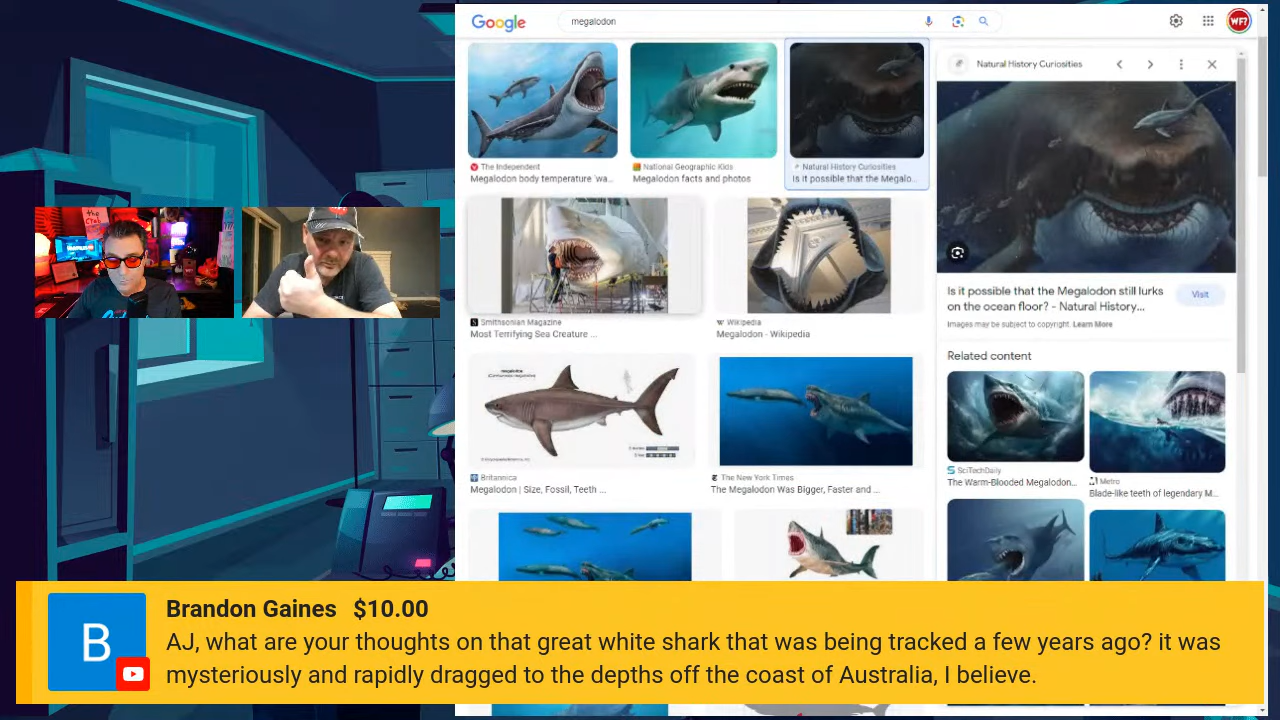 Google
megalodon
WF7
The Independent
Megalodon body temperature 'wa...
National Geographic Kids
Megalodon facts and photos
Natural History Curiosities
Is it possible that the Megalo...
Smithsonian Magazine
Most Terrifying Sea Creature ...
Wikipedia
Megalodon - Wikipedia
Britannica
Megalodon | Size, Fossil, Teeth ...
The New York Times
The Megalodon Was Bigger, Faster and ...
Natural History Curiosities
Is it possible that the Megalodon still lurks
on the ocean floor? - Natural History...
Visit
Images may be subject to copyright. Learn More
Related content
SciTechDaily
The Warm-Blooded Megalodon...
Metro
Blade-like teeth of legendary M...
B
Brandon Gaines $10.00
AJ, what are your thoughts on that great white shark that was being tracked a few years ago? it was
mysteriously and rapidly dragged to the depths off the coast of Australia, I believe.